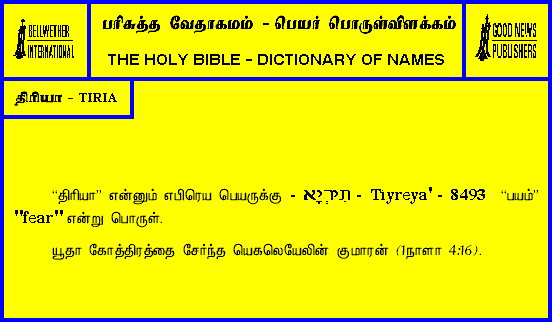 BELLWETHER
INTERNATIONAL
பரிசுத்த வேதாகமம் - பெயர் பொருள்விளக்கம்
THE HOLY BIBLE - DICTIONARY OF NAMES
GOOD NEWS
PUBLISHERS
திரியா - TIRIA
“திரியா” என்னும் எபிரெய பெயருக்கு - תִּירְיָא - Tiyreya' - 8493 “பயம்”
"fear" என்று பொருள்.
யூதா கோத்திரத்தை சேர்ந்த யெகலெயேலின் குமாரன் (1நாளா 4:16).